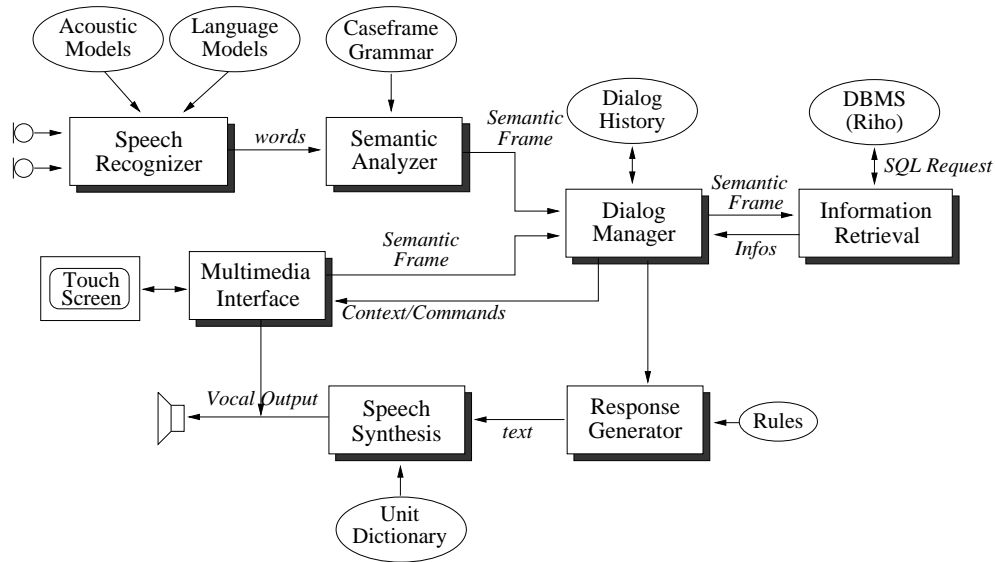 Acoustic
Models
Language
Models
Caseframe
Grammar
Dialog
History
DBMS
(Riho)
Speech
Recognizer
words
Semantic
Analyzer
Semantic
Frame
SQL Request
Dialog
Manager
Semantic
Frame
Infos
Information
Retrieval
Touch
Screen
Multimedia
Interface
Semantic
Frame
Context/Commands
Vocal Output
Speech
Synthesis
text
Response
Generator
Rules
Unit
Dictionary